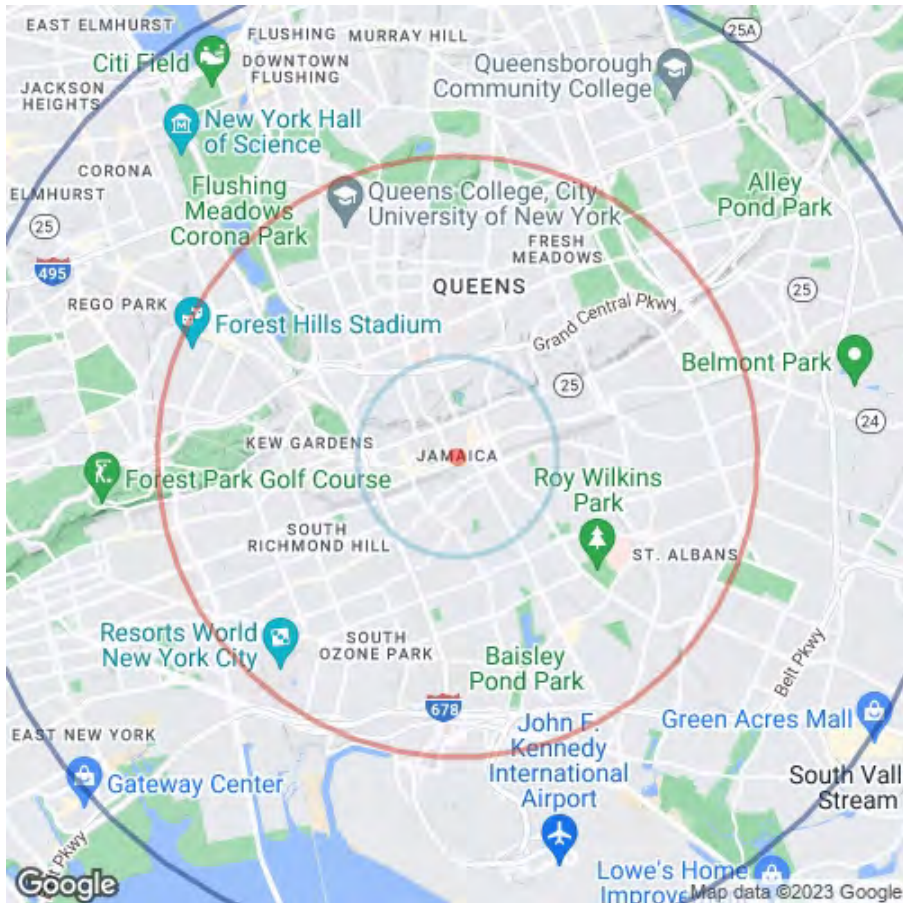 EAST ELMHURST
FLUSHING
MURRAY HILL
25A
Citi Field
DOWNTOWN
FLUSHING
Queensborough
Community College
JACKSON
HEIGHTS
New York Hall
of Science
CORONA
ELMHURST
Flushing
Meadows
Corona Park
Queens College, City
University of New York
Alley
Pond Park
25
FRESH
MEADOWS
495
QUEENS
25
REGO PARK
Forest Hills Stadium
Grand Central Pkwy
Belmont Park
25
24
KEW GARDENS
JAMAICA
Forest Park Golf Course
Roy Wilkins
Park
SOUTH
RICHMOND HILL
ST. ALBANS
Resorts World
New York City
SOUTH
OZONE PARK
Baisley
Pond Park
Belt Pkwy
678
EAST NEW YORK
John F.
Kennedy
International
Airport
Green Acres Mall
Gateway Center
South Vall
Stream
t Pkwy
Lowe's Home
Improve
Google
Map data ©2023 Google